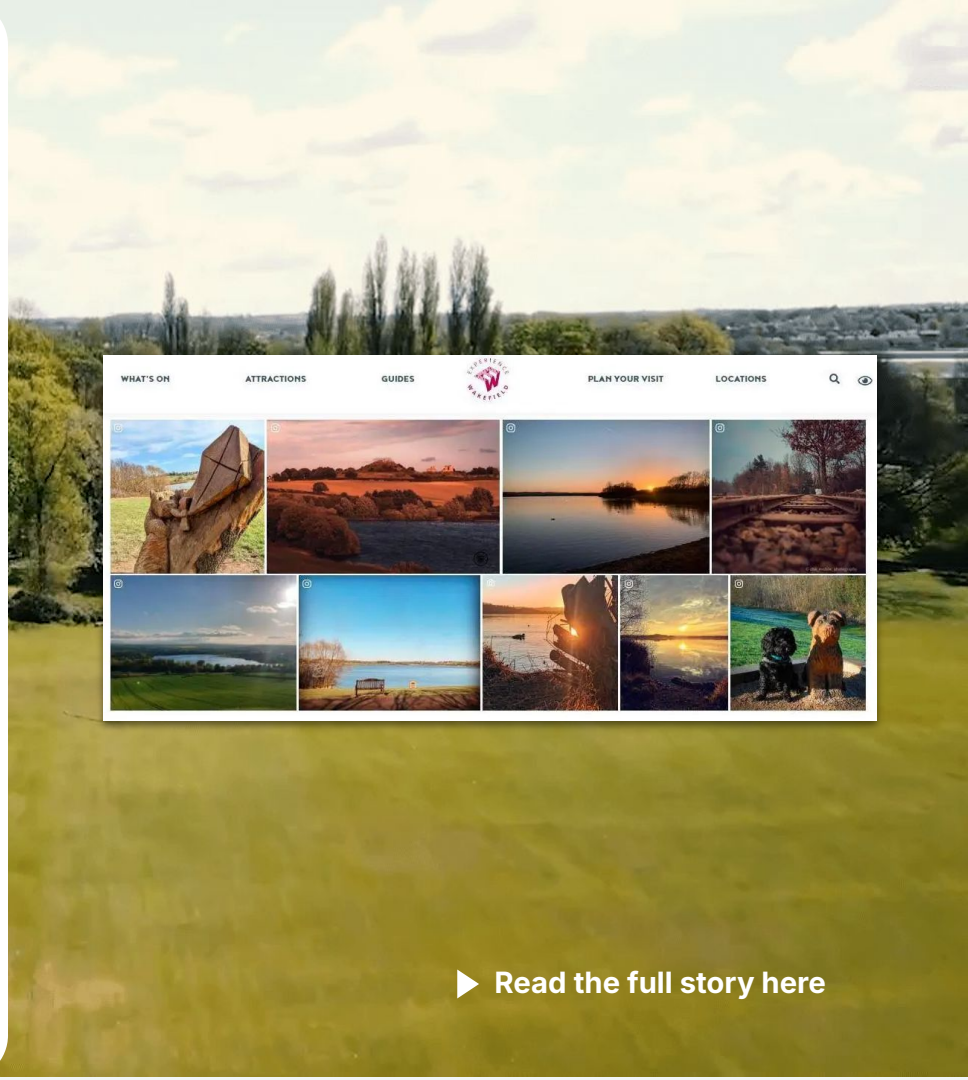 WHAT'S ON
ATTRACTIONS
GUIDES
EXPERIENCE
WAKEFIELD
PLAN YOUR VISIT
LOCATIONS
Read the full story here